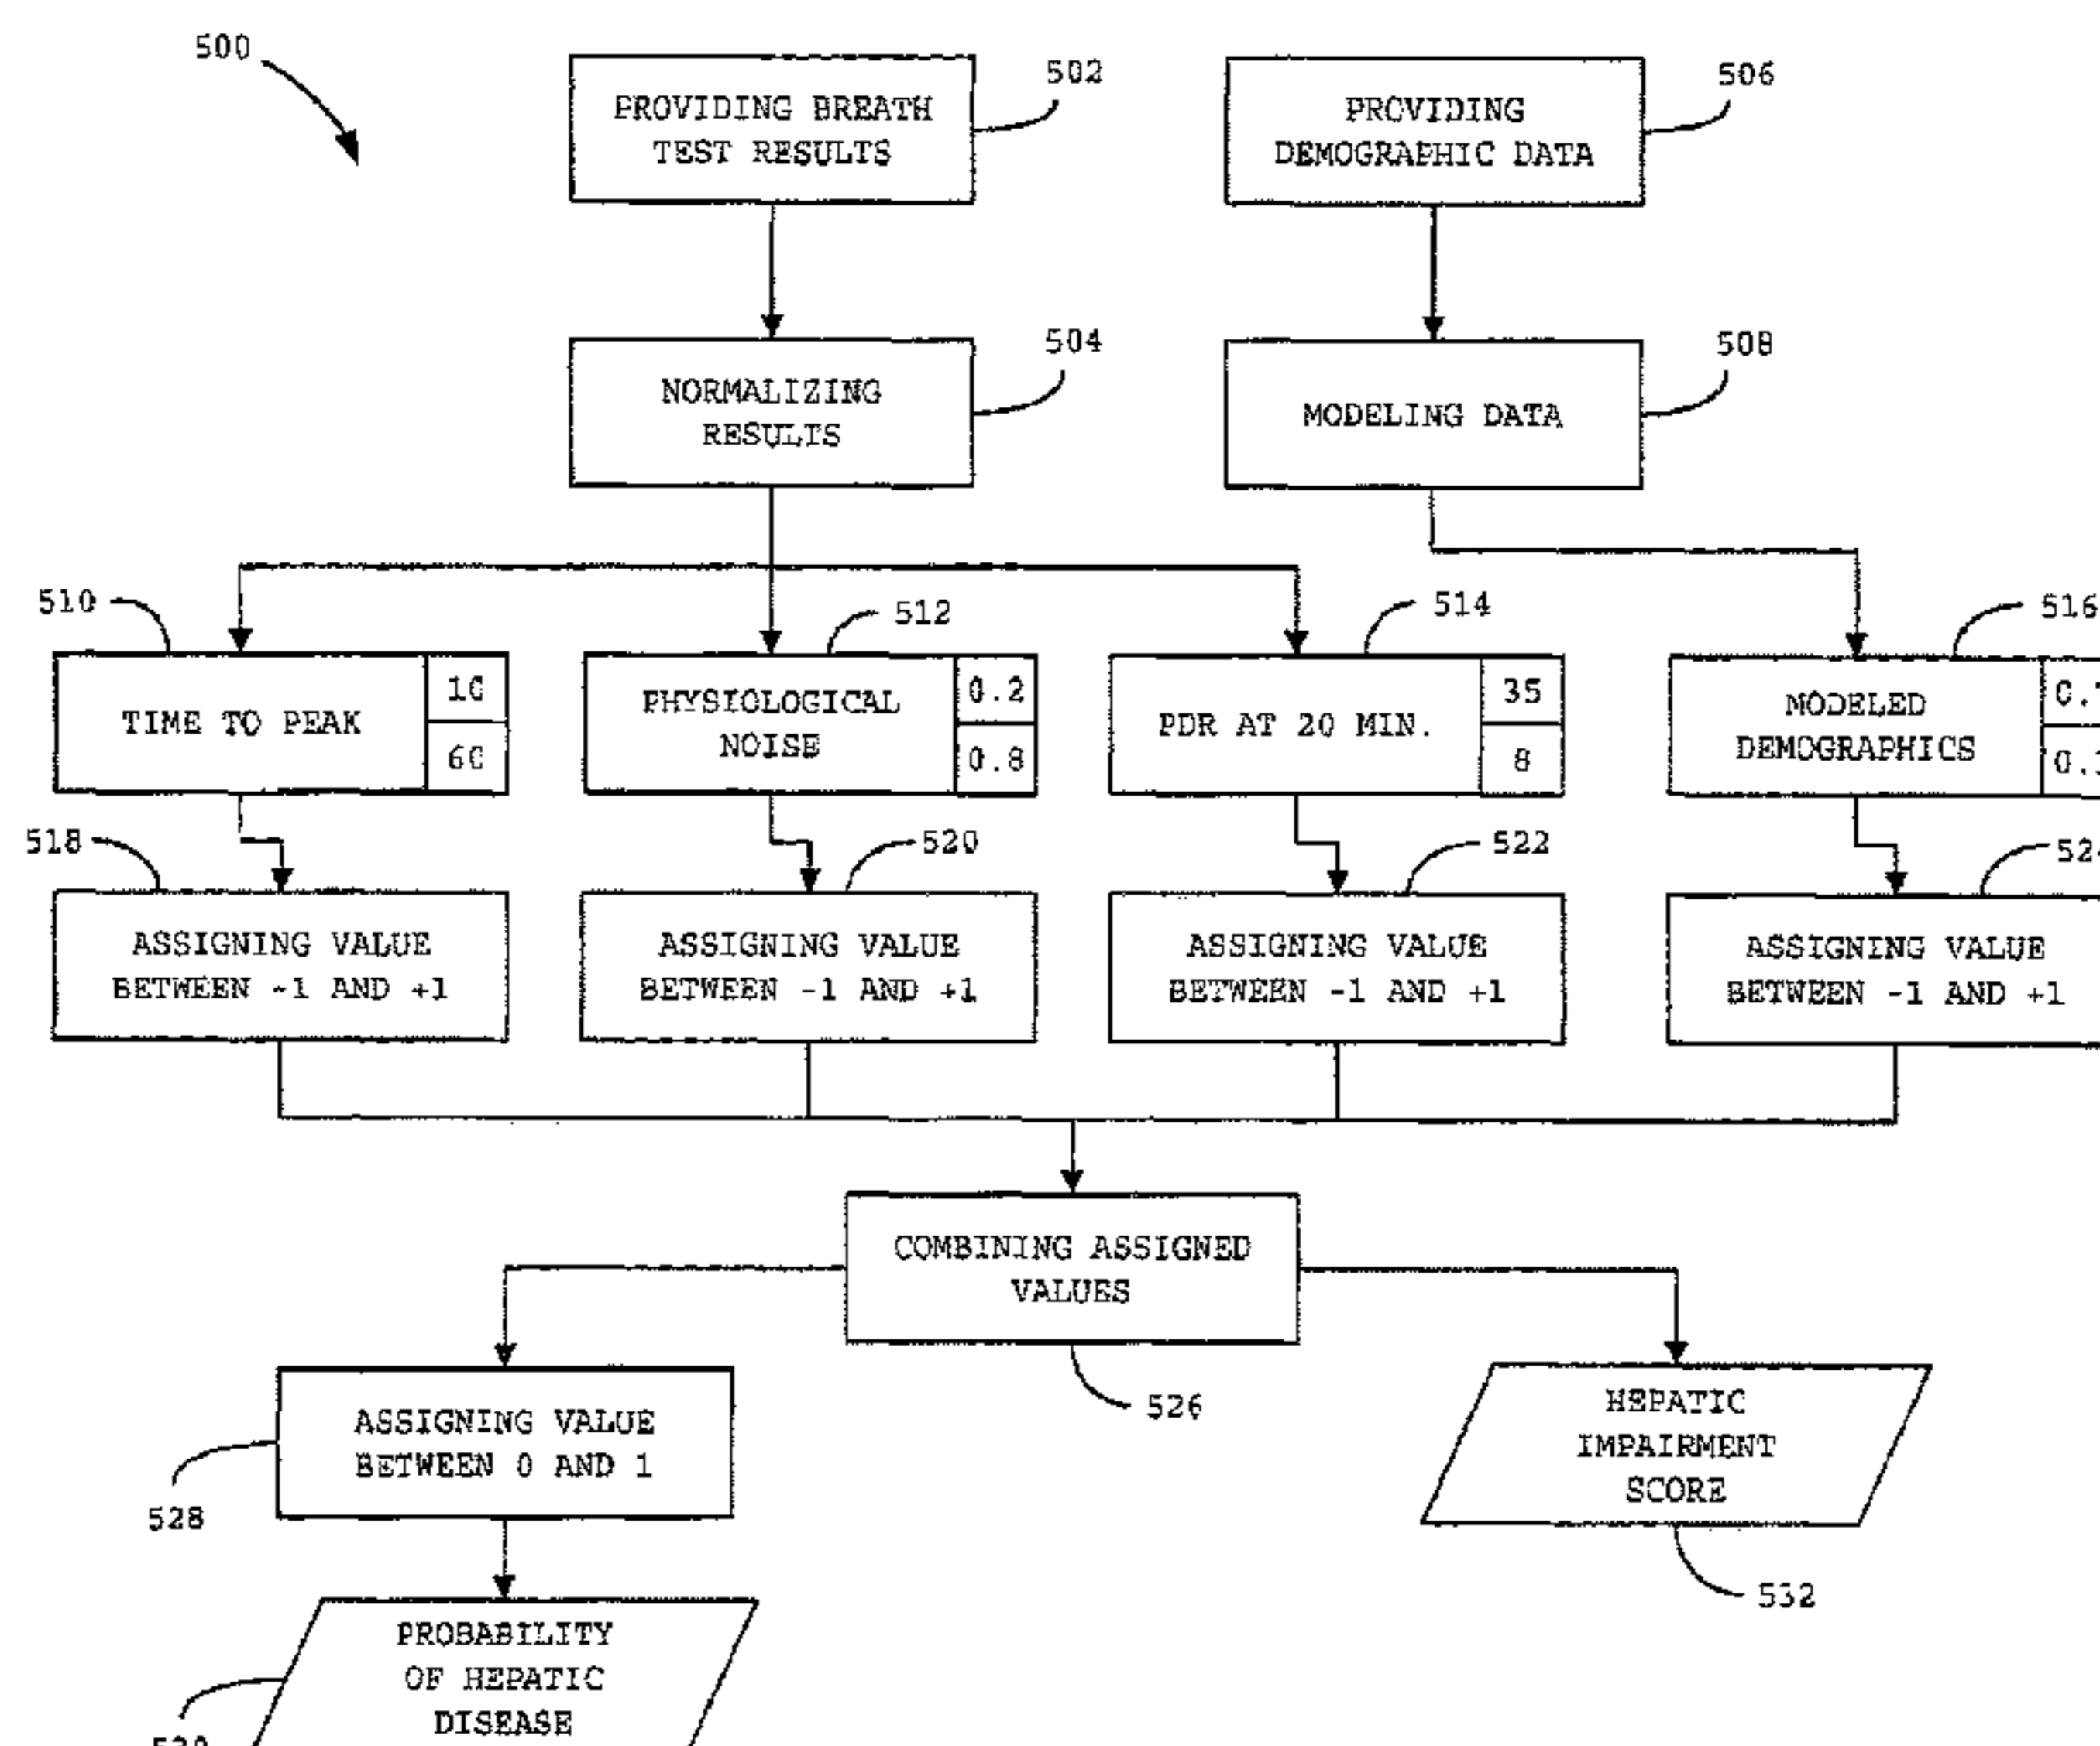 500
502
506
PROVIDING BREATH
TEST RESULTS
PROVIDING
DEMOGRAPHIC DATA
504
508
NORMALIZING
RESULTS
MODELING DATA
510
512
514
516
TIME TO PEAK
10
60
PHYSIOLOGICAL
NOISE
0.2
0.8
PDR AT 20 MIN.
35
8
MODELED
DEMOGRAPHICS
518
520
522
ASSIGNING VALUE
BETWEEN -1 AND +1
ASSIGNING VALUE
BETWEEN -1 AND +1
ASSIGNING VALUE
BETWEEN -1 AND +1
ASSIGNING VALUE
BETWEEN -1 AND +1
COMBINING ASSIGNED
VALUES
526
ASSIGNING VALUE
BETWEEN 0 AND 1
528
HEPATIC
IMPAIRMENT
SCORE
532
PROBABILITY
OF HEPATIC
DISEASE